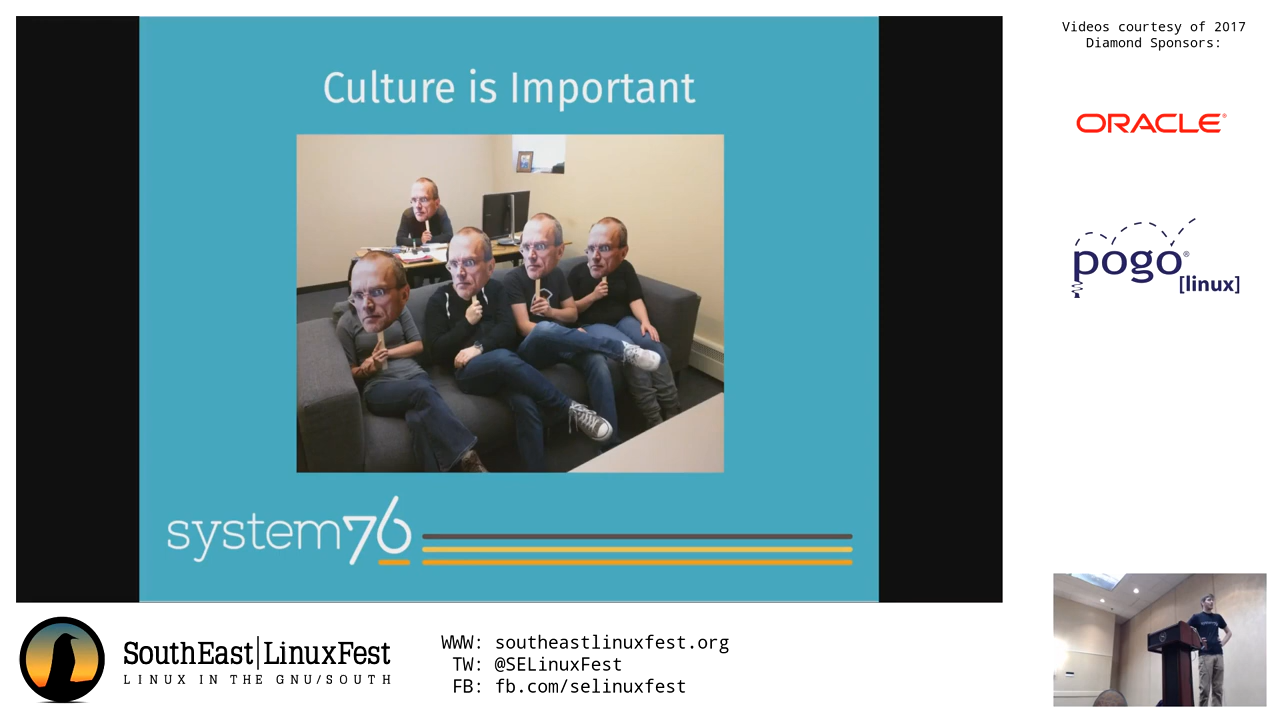 Culture is Important
system76
Videos courtesy of 2017
Diamond Sponsors:
ORACLE®
pogo®
[linux]
SouthEast|LinuxFest
LINUX IN THE GNU/SOUTH
WWW: southeastlinuxfest.org
TW: @SELinuxFest
FB: fb.com/selinuxfest